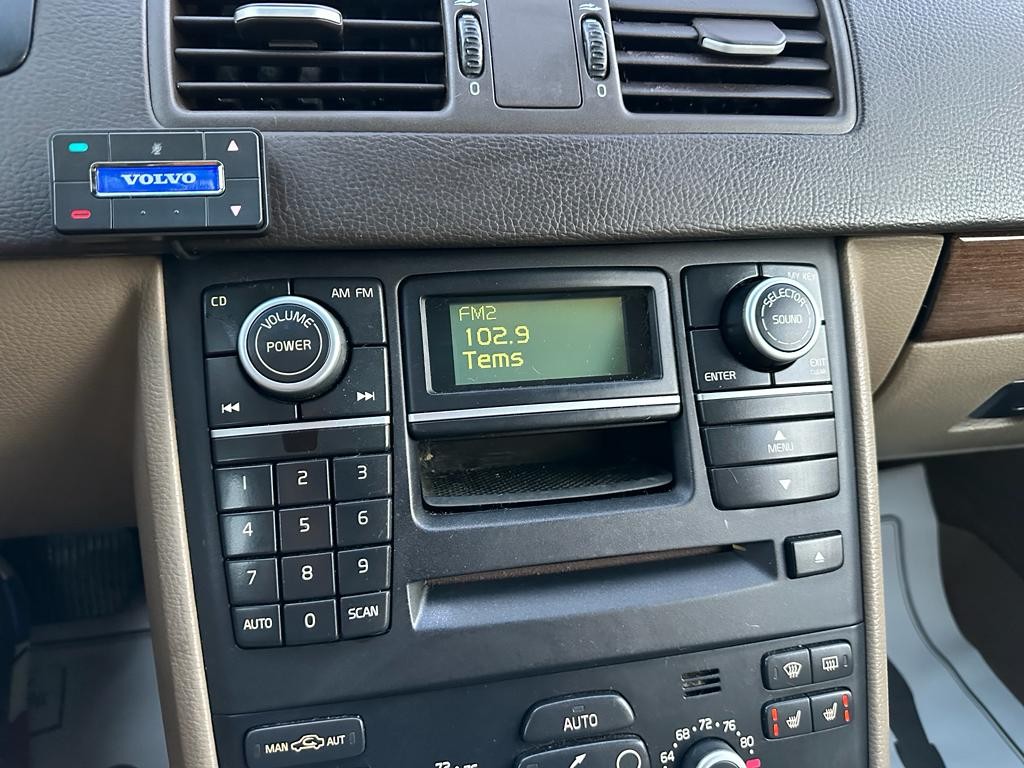 0
0
VOLVO
CD
AM FM
VOLUME
POWER
FM2
102.9
Tems
MY KEY
SELECTOR
SOUND
ENTER
EXIT
CLEAR
MENU
1
2
3
4
5
6
7
8
9
AUTO
0
SCAN
MAN
AUT
AUTO
64
68
72
76
80